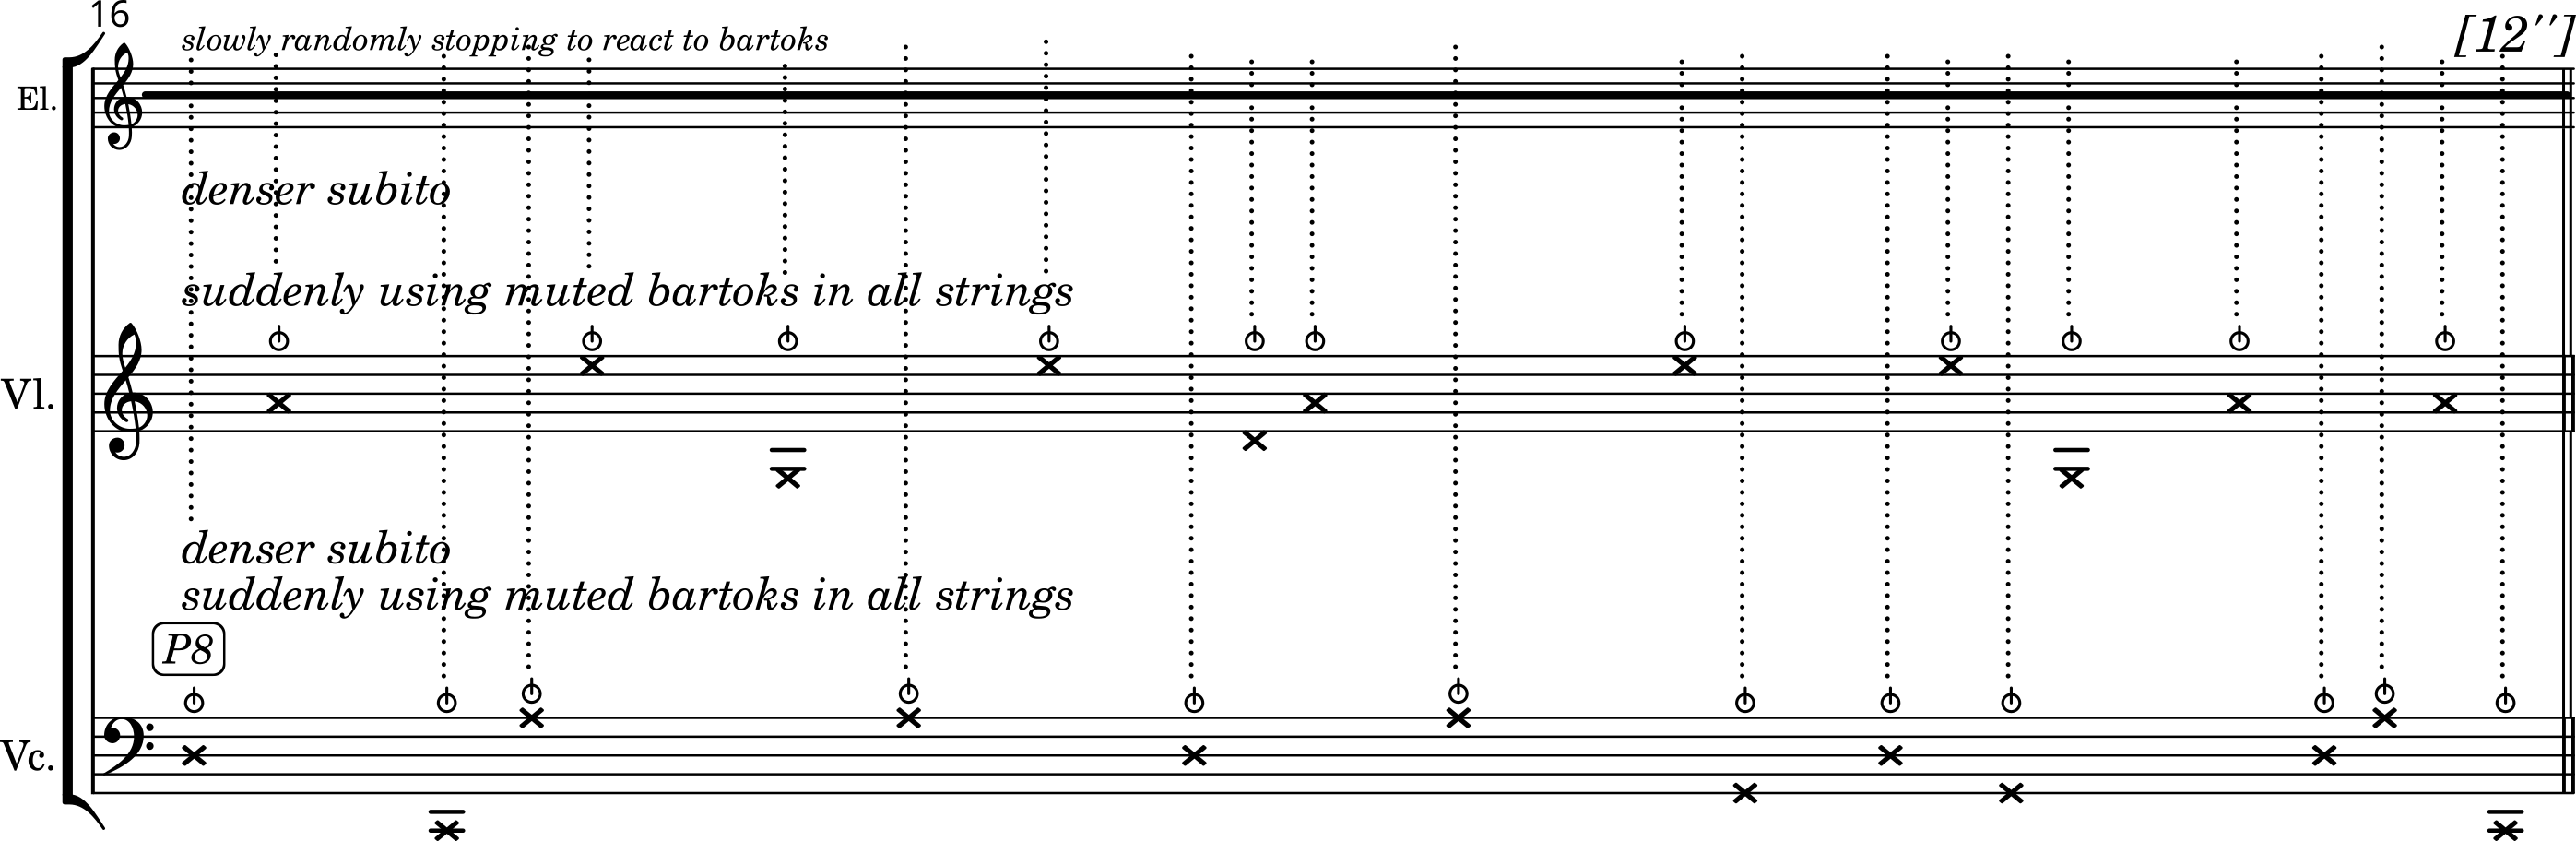 16
slowly randomly stopping to react to bartoks
[12'']
El.
denser subito
suddenly using muted bartoks in all strings
Vl.
denser subito
suddenly using muted bartoks in all strings
P8
Vc.